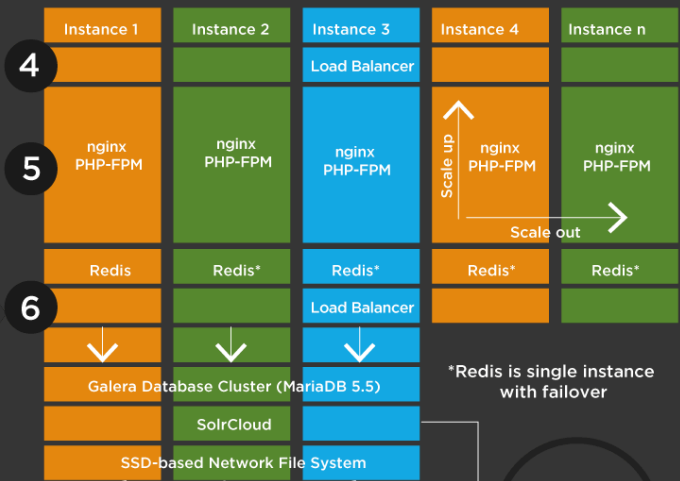 Instance 1 Instance 2 Instance 3 Instance 4 Instance n
4
Load Balancer
5
nginx
PHP-FPM
nginx
PHP-FPM
nginx
PHP-FPM
nginx
PHP-FPM
nginx
PHP-FPM
Scale up
Scale out
Redis Redis* Redis* Redis* Redis*
6
Load Balancer
Galera Database Cluster (MariaDB 5.5)
*Redis is single instance
with failover
SolrCloud
SSD-based Network File System